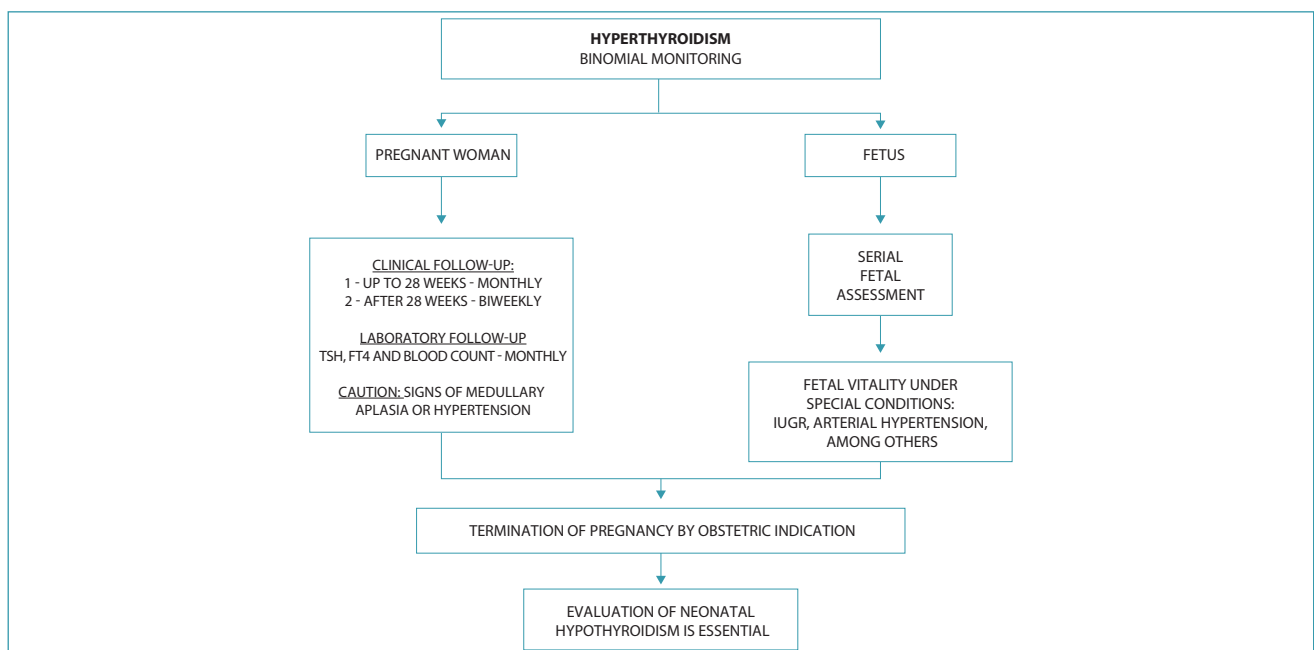 HYPERTHYROIDISM
BINOMIAL MONITORING
PREGNANT WOMAN
FETUS
CLINICAL FOLLOW-UP:
1 - UP TO 28 WEEKS - MONTHLY
2 - AFTER 28 WEEKS - BIWEEKLY
LABORATORY FOLLOW-UP
TSH, FT4 AND BLOOD COUNT - MONTHLY
CAUTION: SIGNS OF MEDULLARY
APLASIA OR HYPERTENSION
SERIAL
FETAL
ASSESSMENT
FETAL VITALITY UNDER
SPECIAL CONDITIONS:
IUGR, ARTERIAL HYPERTENSION,
AMONG OTHERS
TERMINATION OF PREGNANCY BY OBSTETRIC INDICATION
EVALUATION OF NEONATAL
HYPOTHYROIDISM IS ESSENTIAL